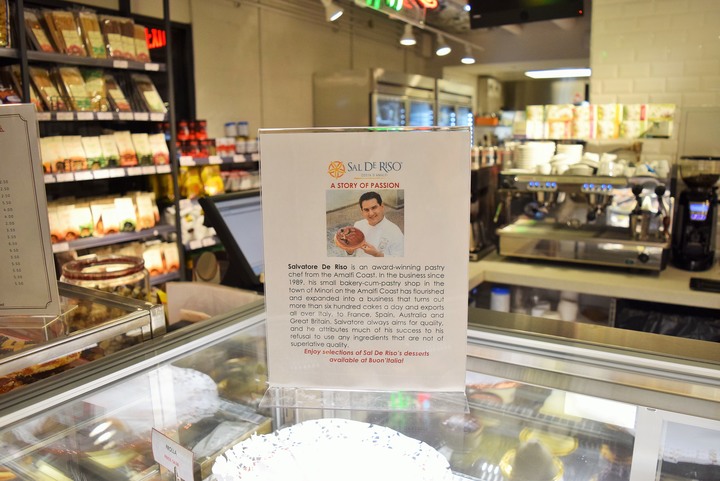 SAL DE RISO
A STORY OF PASSION
Salvatore De Riso is an award-winning pastry
chef from the Amalfi Coast. In the business since
1989, his small bakery-cum-pastry shop in the
town of Minori on the Amalfi Coast has flourished
and expanded into a business that turns out
more than six hundred cakes a day and exports
all over Italy, to France, Spain, Australia and
Great Britain. Salvatore always aims for quality,
and he attributes much of his success to his
refusal to use any ingredients that are not of
superlative quality.
Enjoy selections of Sal De Riso's desserts
available at Buon'Italia!